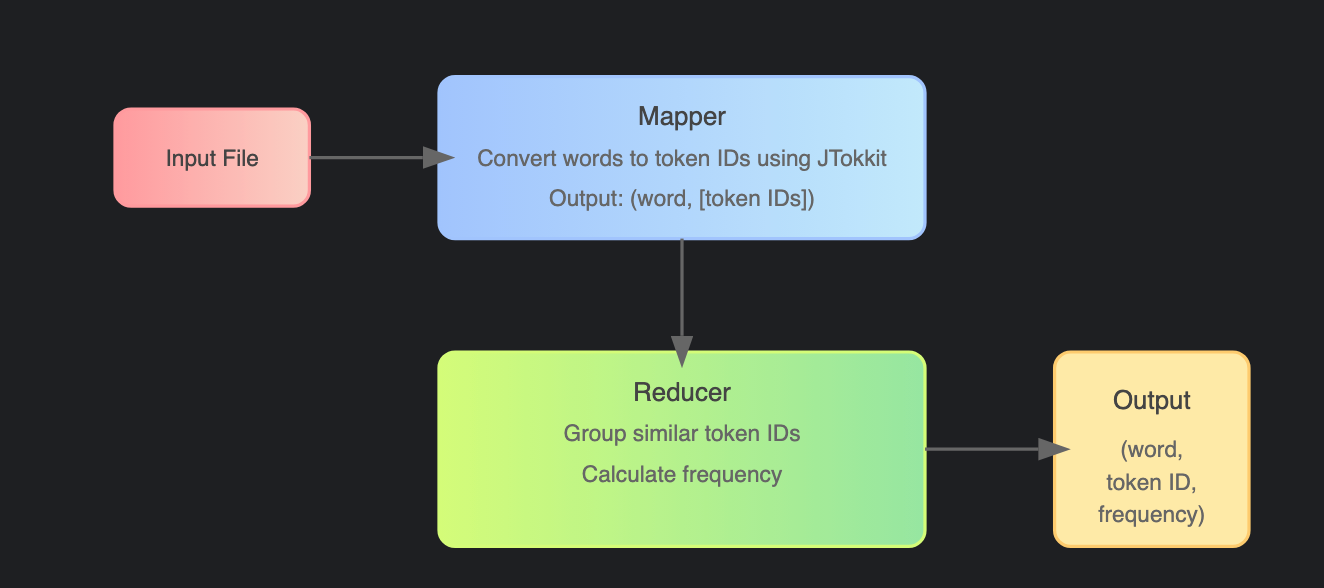 Input File
Mapper
Convert words to token IDs using JTokkit
Output: (word, [token IDs])
Reducer
Group similar token IDs
Calculate frequency
Output
(word,
token ID,
frequency)